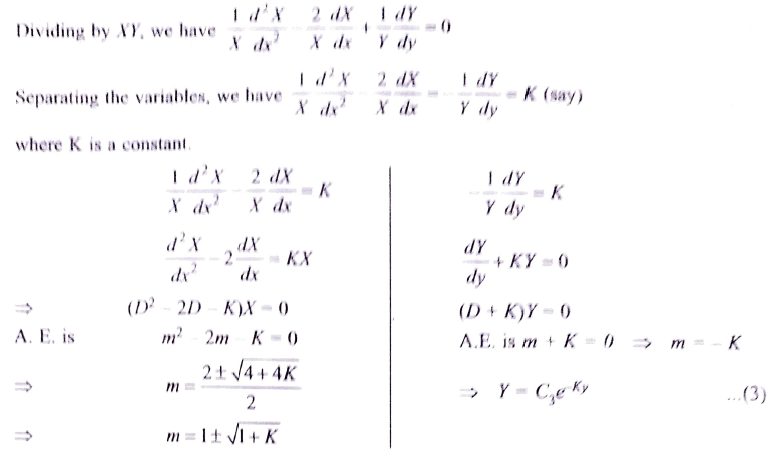 Dividing by XY, we have 1/X d²X/dx² - 2/X dX/dx + 1/Y dY/dy = 0
Separating the variables, we have 1/X d²X/dx² - 2/X dX/dx = - 1/Y dY/dy = K (say)
where K is a constant.
1/X d²X/dx² - 2/X dX/dx = K
d²X/dx² - 2 dX/dx = KX
⇒ (D² - 2D - K)X = 0
A. E. is m² - 2m - K = 0
⇒ m = (2 ± √(4 + 4K))/2
⇒ m = 1 ± √(1 + K)
- 1/Y dY/dy = K
dY/dy + KY = 0
(D + K)Y = 0
A.E. is m + K = 0 ⇒ m = - K
⇒ Y = C₃e^(-Ky) ...(3)